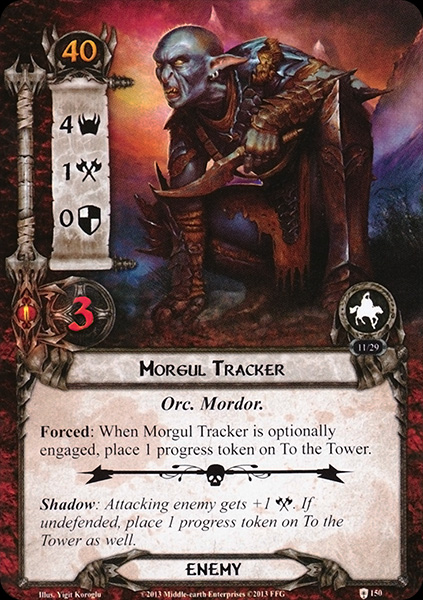 40
4
1
0
3
11/29
MORGUL TRACKER
Orc. Mordor.
Forced: When Morgul Tracker is optionally
engaged, place 1 progress token on To the Tower.
Shadow: Attacking enemy gets +1 . If
undefended, place 1 progress token on To the
Tower as well.
ENEMY
Illus. Yigit Koroglu ©2013 Middle-earth Enterprises ©2013 FFG 150